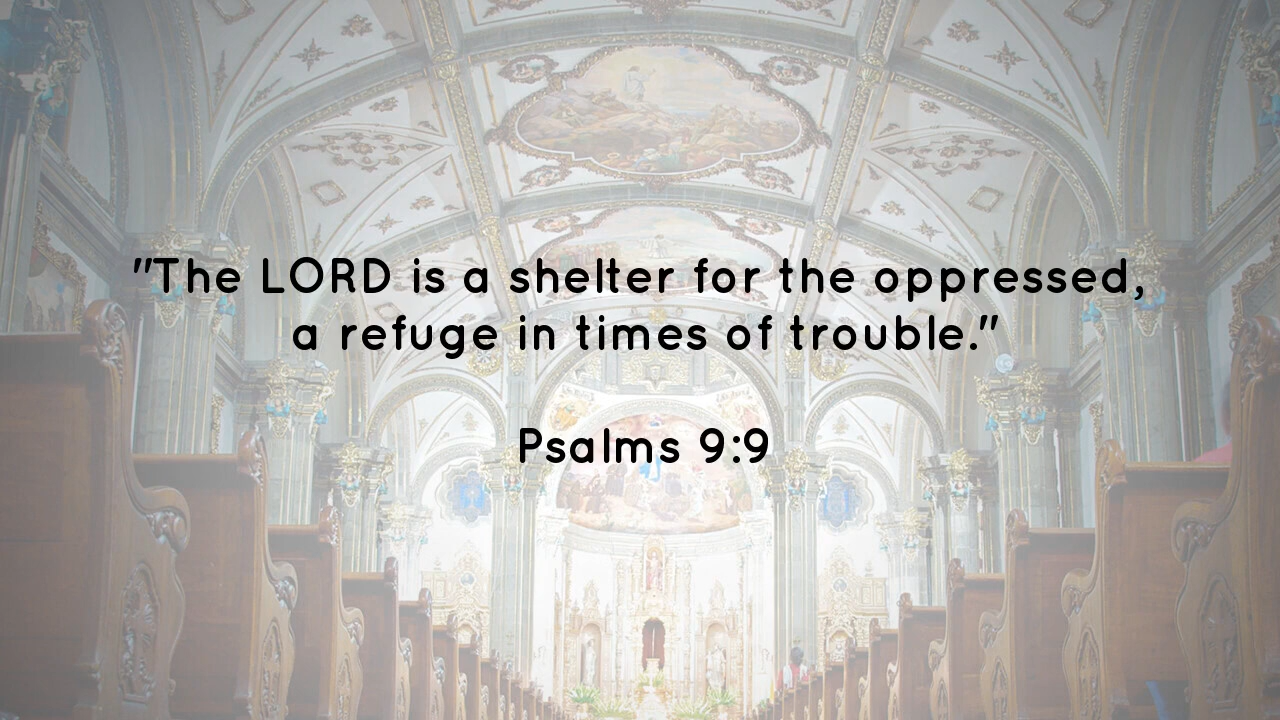 "The LORD is a shelter for the oppressed,
a refuge in times of trouble."
Psalms 9:9